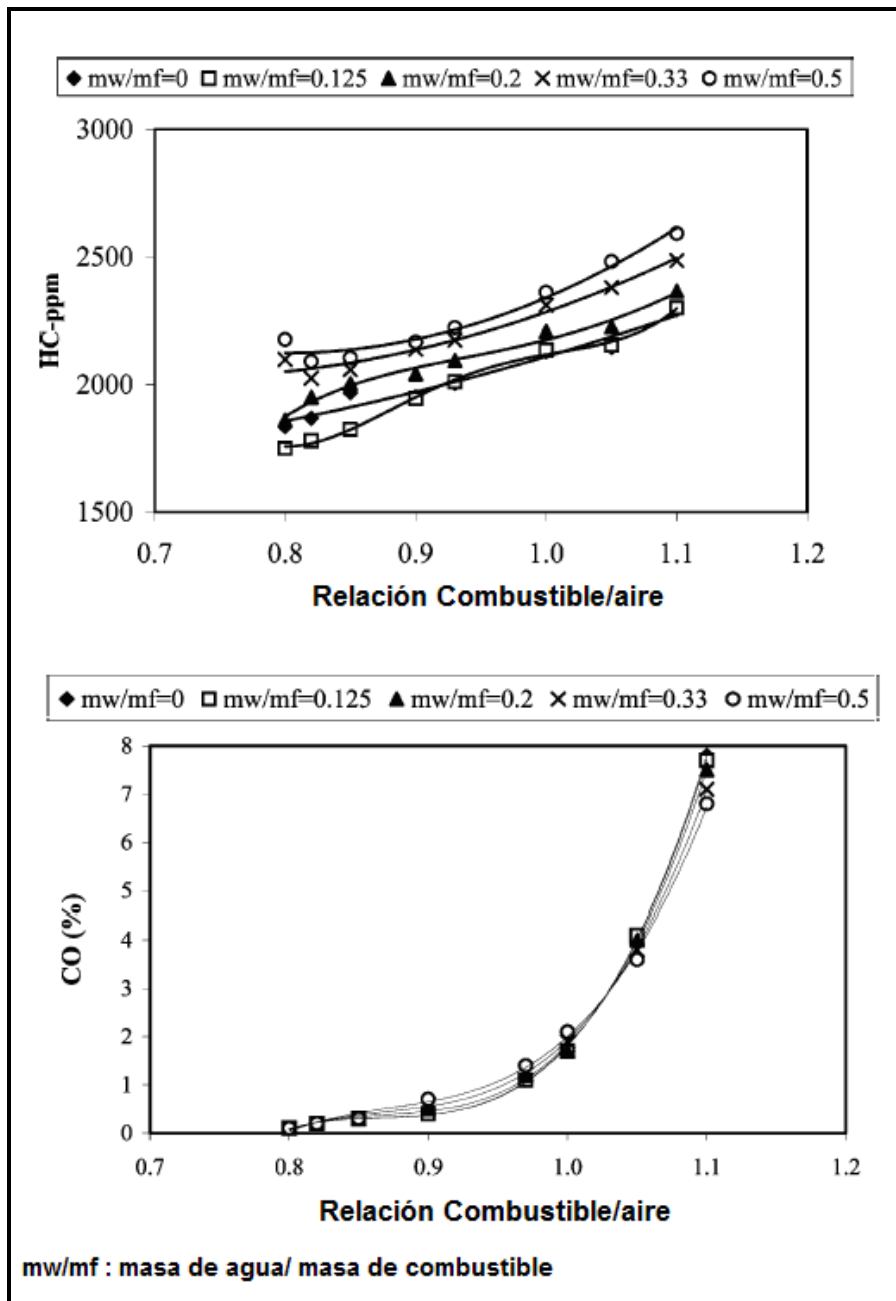 ◆ mw/mf=0 □ mw/mf=0.125 ▲ mw/mf=0.2 × mw/mf=0.33 ○ mw/mf=0.5
3000
2500
2000
1500
HC-ppm
0.7 0.8 0.9 1.0 1.1 1.2
Relación Combustible/aire
◆ mw/mf=0 □ mw/mf=0.125 ▲ mw/mf=0.2 × mw/mf=0.33 ○ mw/mf=0.5
8
7
6
5
4
3
2
1
0
CO (%)
0.7 0.8 0.9 1.0 1.1 1.2
Relación Combustible/aire
mw/mf : masa de agua/ masa de combustible